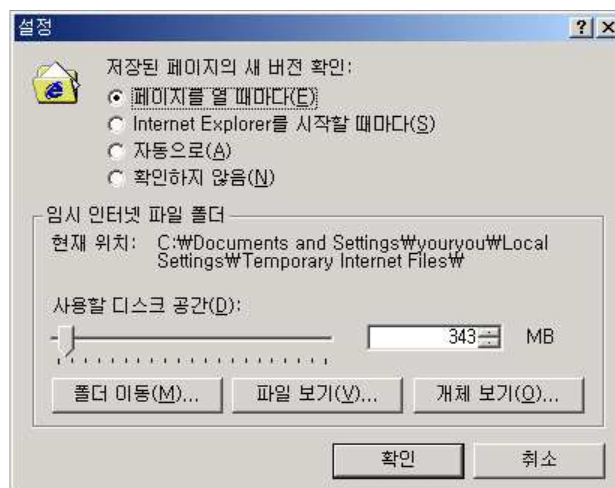 설정
저장된 페이지의 새 버전 확인:
페이지를 열 때마다(E)
Internet Explorer를 시작할 때마다(S)
자동으로(A)
확인하지 않음(N)
임시 인터넷 파일 폴더
현재 위치: C:₩Documents and Settings₩youryou₩Local
Settings₩Temporary Internet Files₩
사용할 디스크 공간(D):
343 MB
폴더 이동(M)... 파일 보기(V)... 개체 보기(O)...
확인 취소